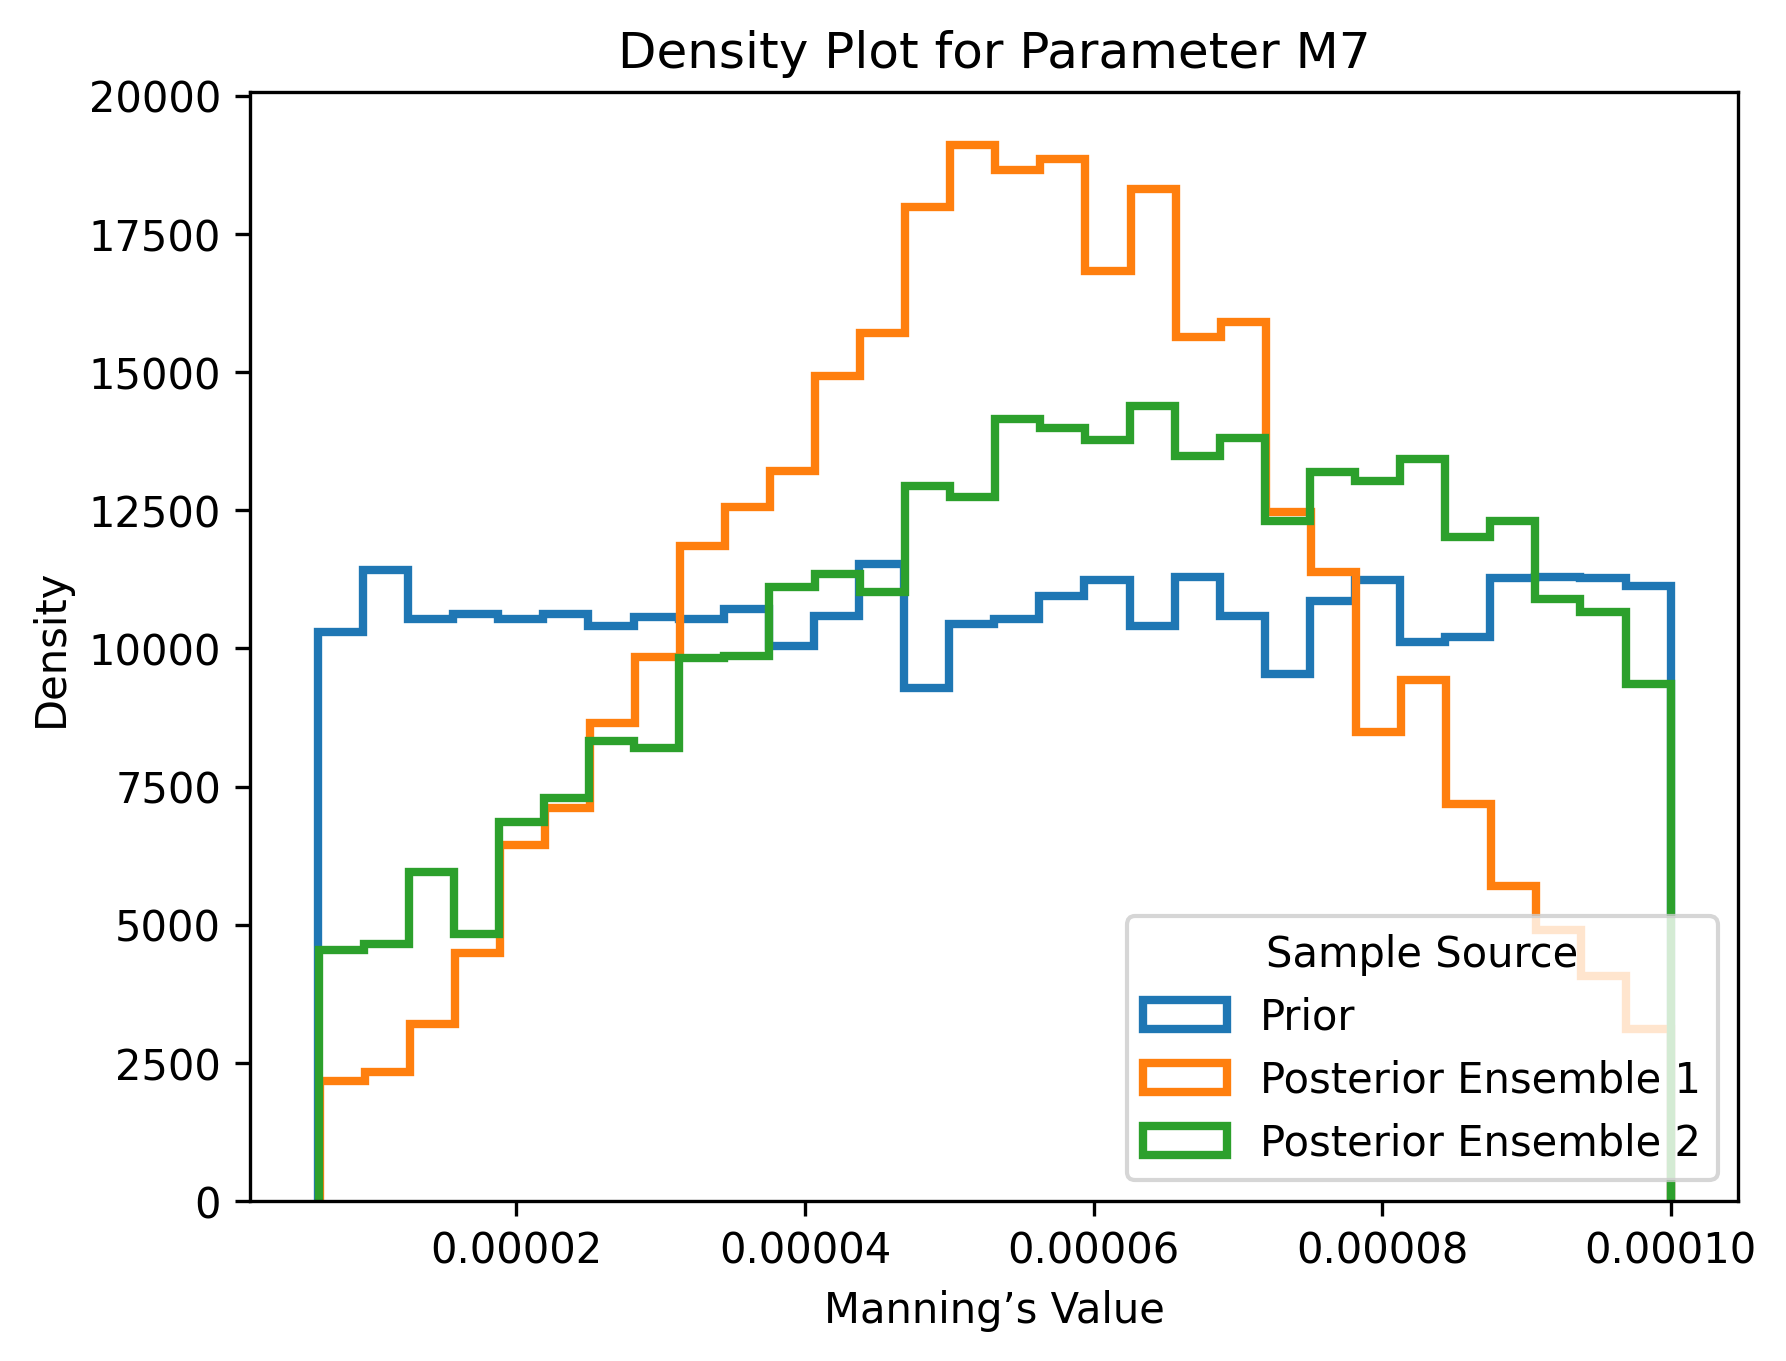 Density Plot for Parameter M7
20000
17500
15000
12500
10000
7500
5000
2500
0
Density
0.00002 0.00004 0.00006 0.00008 0.00010
Manning’s Value
Sample Source
Prior
Posterior Ensemble 1
Posterior Ensemble 2